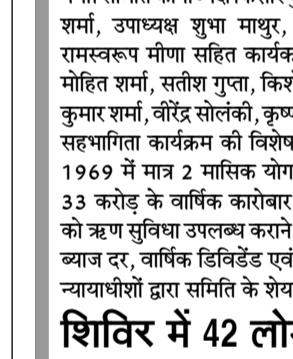 शर्मा, उपाध्यक्ष शुभा माथुर,
रामस्वरूप मीणा सहित कार्यक
मोहित शर्मा, सतीश गुप्ता, किश
कुमार शर्मा, वीरेंद्र सोलंकी, कृष्ण
सहभागिता कार्यक्रम की विशेष
1969 में मात्र 2 मासिक योग
33 करोड़ के वार्षिक कारोबार
को ऋण सुविधा उपलब्ध कराने
ब्याज दर, वार्षिक डिविडेंड एवं
न्यायाधीशों द्वारा समिति के शेय
शिविर में 42 लो